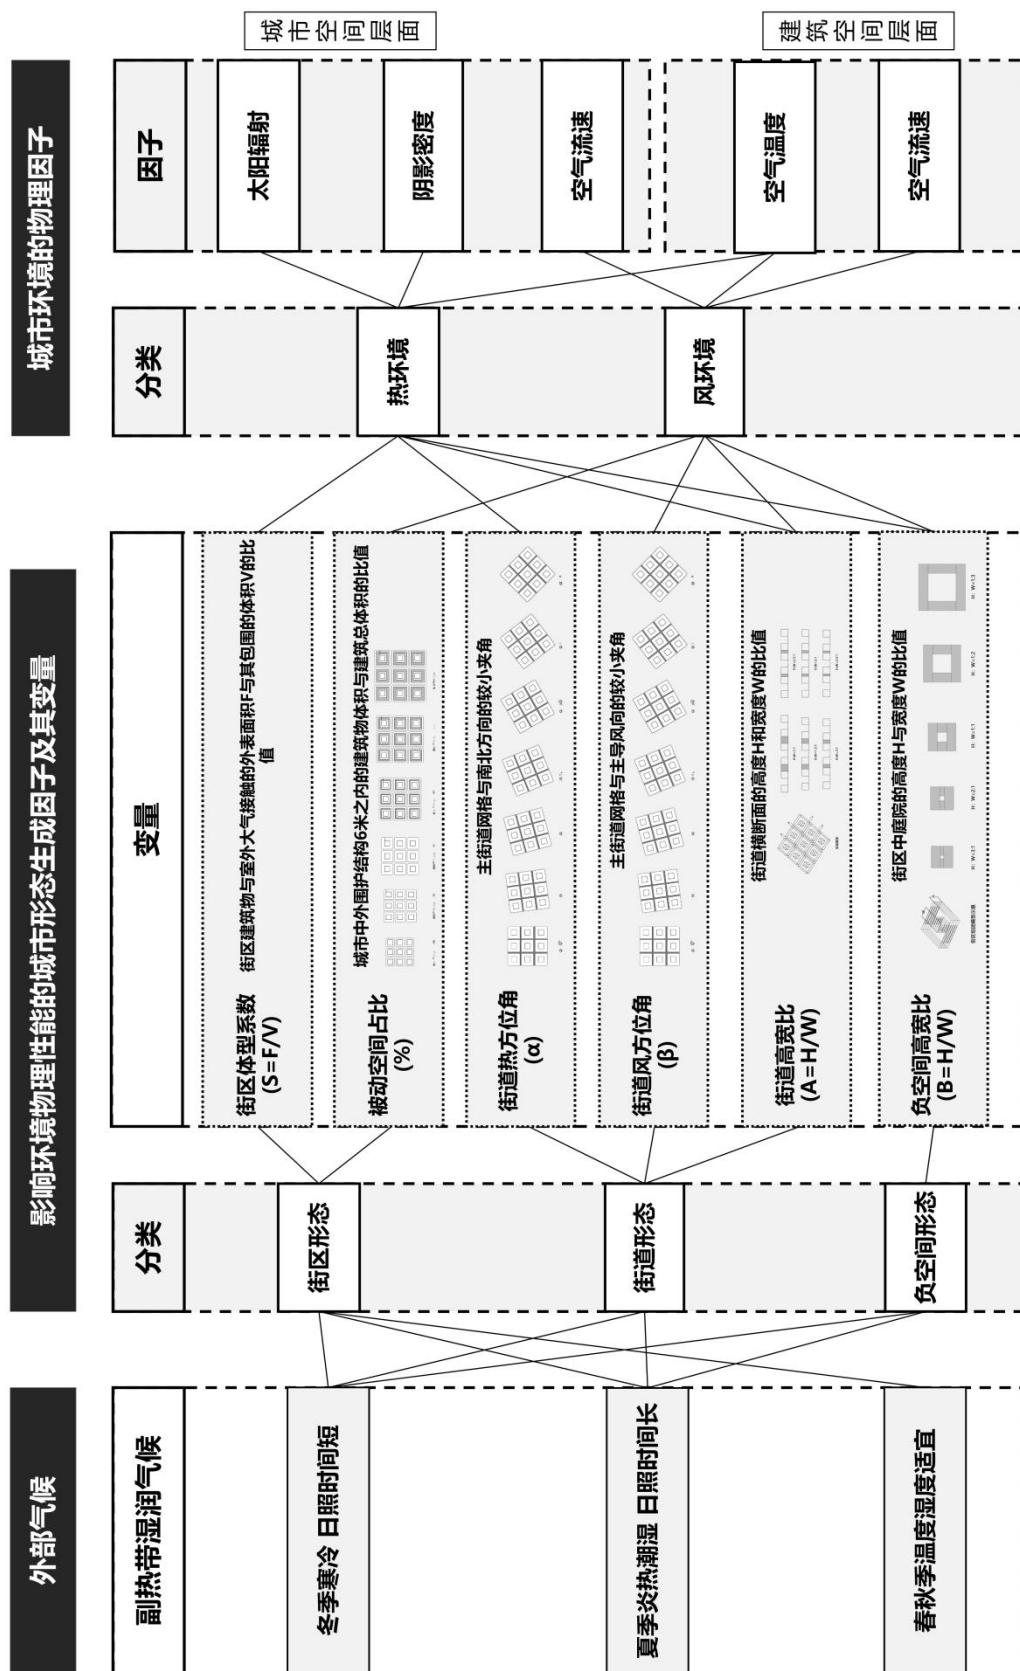 外部气候
影响环境物理性能的城市形态生成因子及其变量
城市环境的物理因子
副热带湿润气候
分类
变量
分类
因子
冬季寒冷 日照时间短
夏季炎热潮湿 日照时间长
春秋季温度湿度适宜
街区形态
街道形态
负空间形态
街区体型系数
(S=F/V)
街区建筑物与室外大气接触的外表面积F与其包围的体积V的比
值
被动空间占比
(%)
城市中外围护结构6米之内的建筑物体积与建筑总体积的比值
街道热方位角
(α)
主街道网格与南北方向的较小夹角
街道风方位角
(β)
主街道网格与主导风向的较小夹角
街道高宽比
(A=H/W)
街道横断面的高度H和宽度W的比值
负空间高宽比
(B=H/W)
街区中庭院的高度H与宽度W的比值
H：W=3:1
H：W=2:1
H：W=1:1
H：W=1:2
H：W=1:3
热环境
风环境
太阳辐射
阴影密度
空气流速
空气温度
空气流速
城市空间层面
建筑空间层面